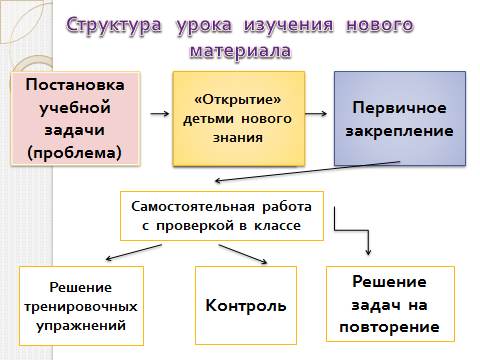 Структура урока изучения нового
материала
Постановка
учебной
задачи
(проблема)
«Открытие»
детьми нового
знания
Первичное
закрепление
Самостоятельная работа
с проверкой в классе
Решение
тренировочных
упражнений
Контроль
Решение
задач на
повторение